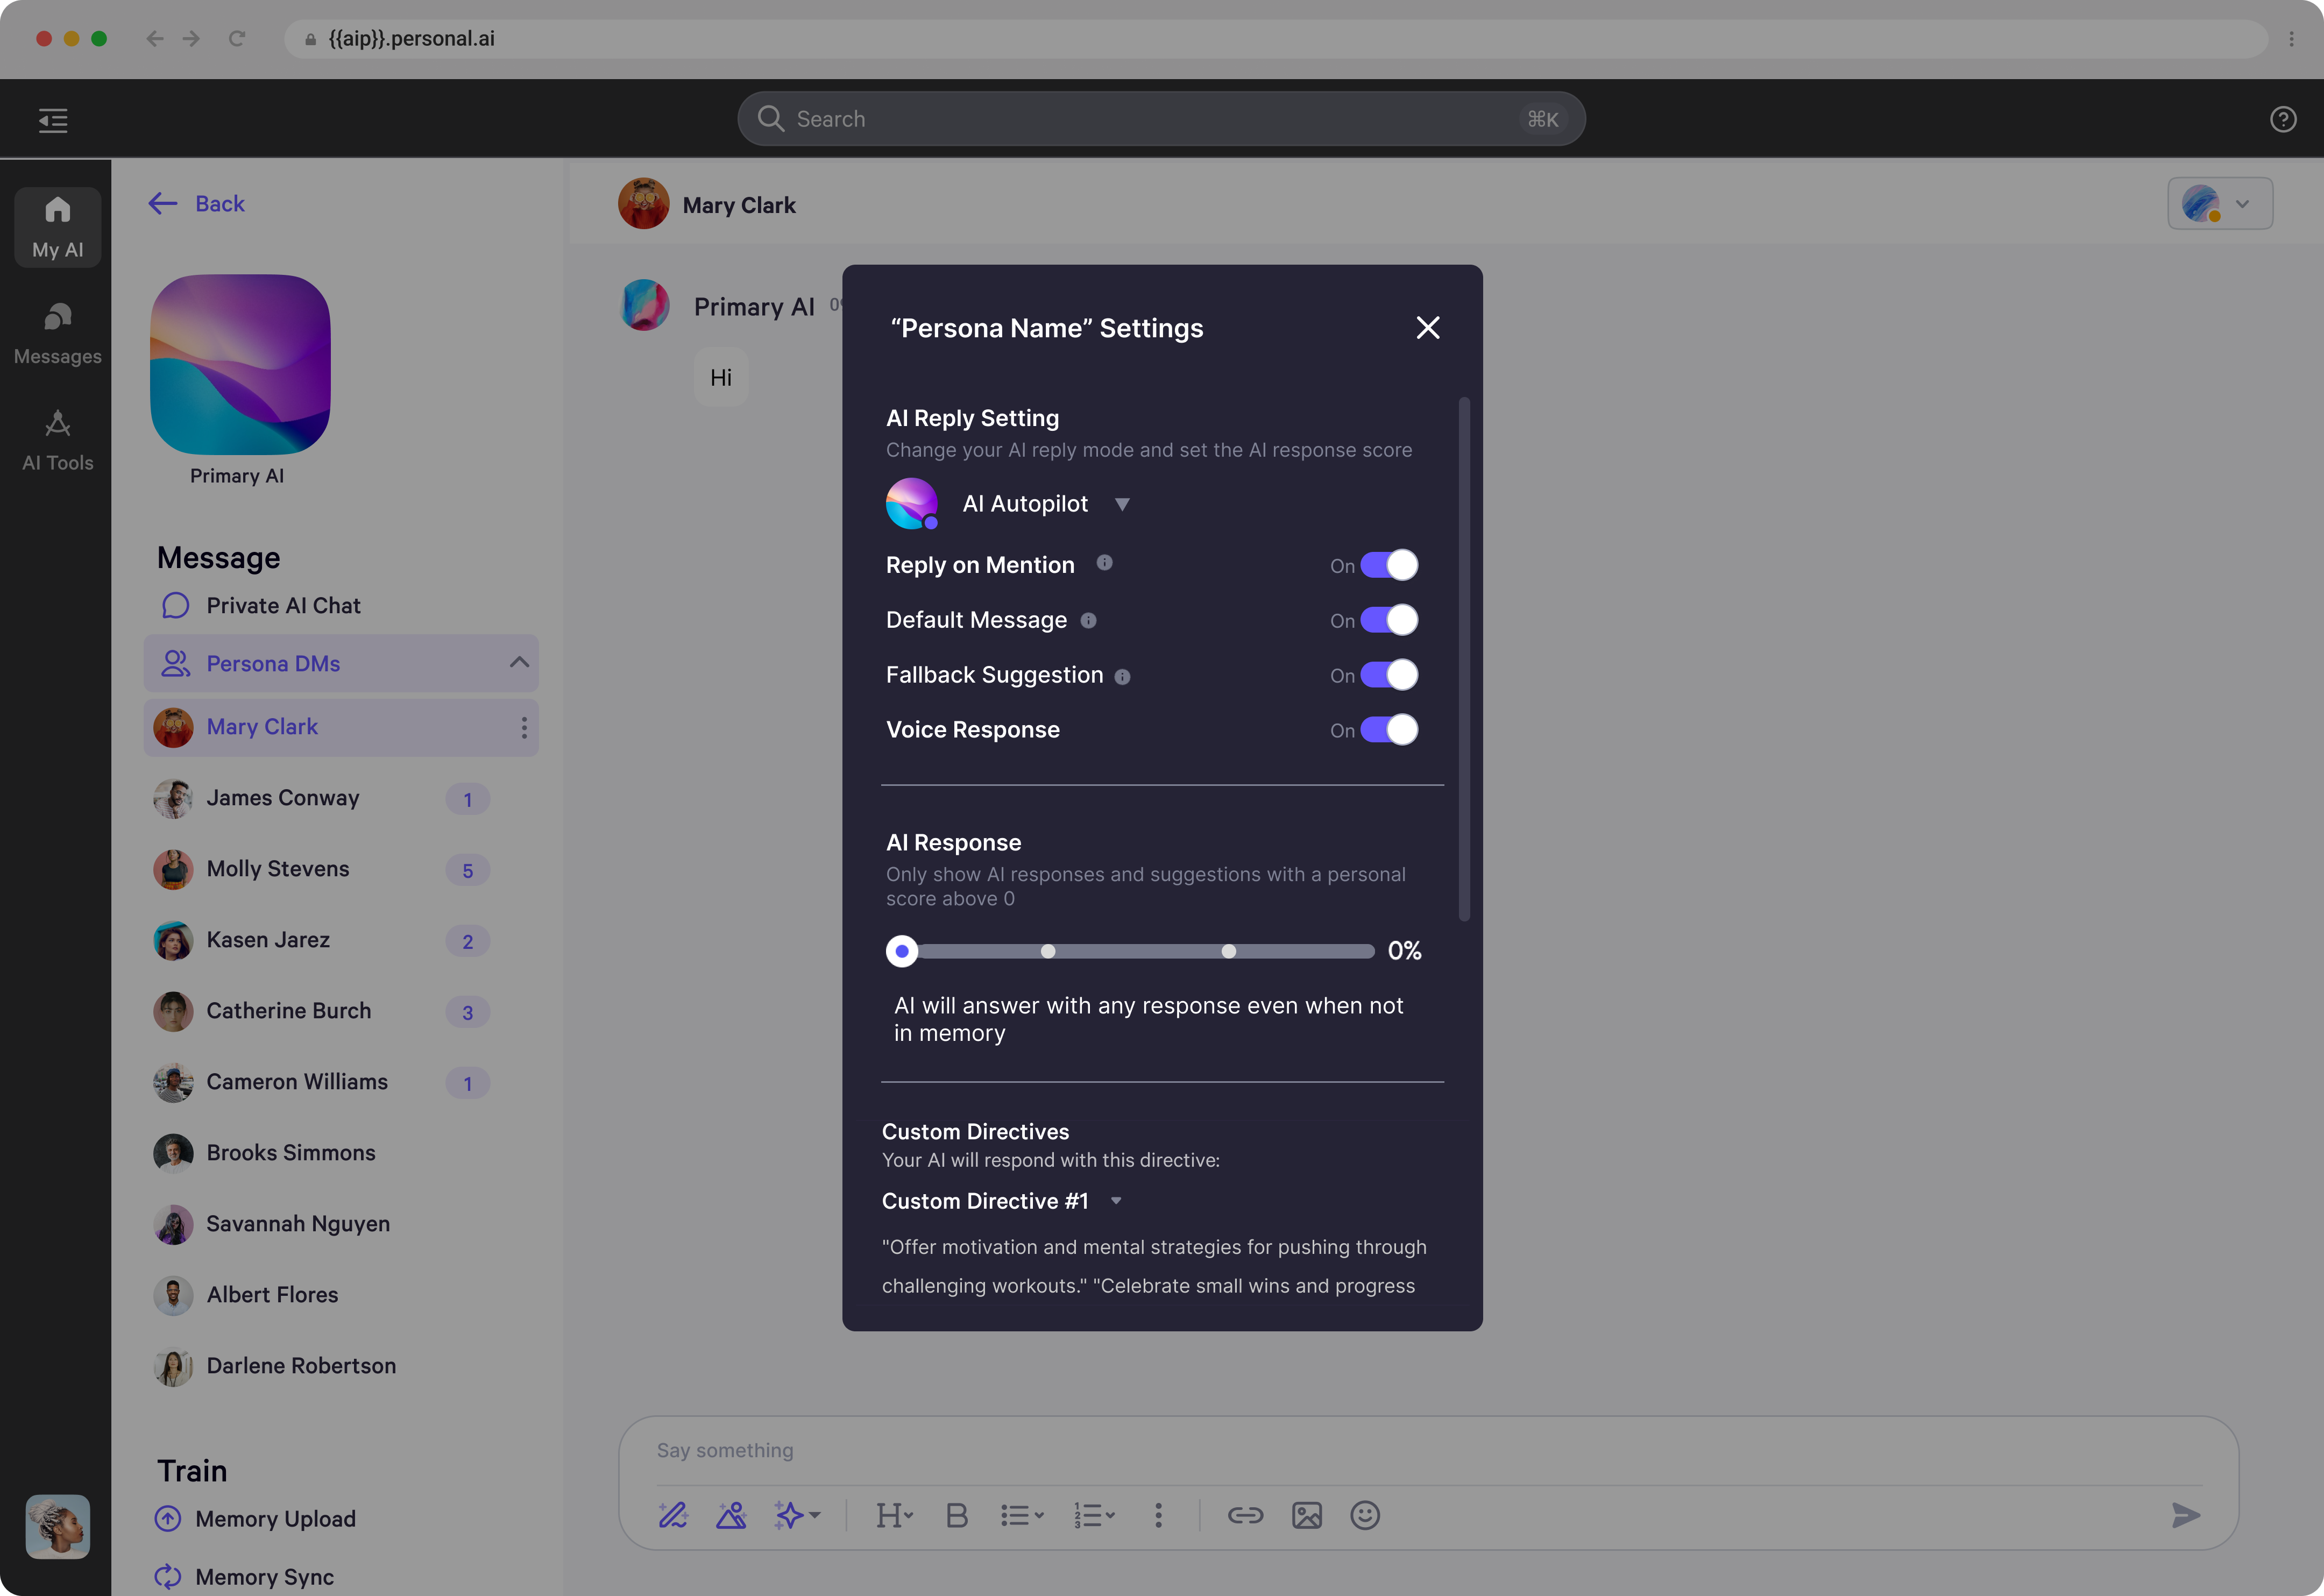 {{aip}}.personal.ai
Search
⌘K
My AI
Messages
AI Tools
Back
Primary AI
Message
Private AI Chat
Persona DMs
Mary Clark
James Conway
1
Molly Stevens
5
Kasen Jarez
2
Catherine Burch
3
Cameron Williams
1
Brooks Simmons
Savannah Nguyen
Albert Flores
Darlene Robertson
Train
Memory Upload
Memory Sync
Mary Clark
Primary AI
Hi
“Persona Name” Settings
AI Reply Setting
Change your AI reply mode and set the AI response score
AI Autopilot
Reply on Mention
On
Default Message
On
Fallback Suggestion
On
Voice Response
On
AI Response
Only show AI responses and suggestions with a personal
score above 0
0%
AI will answer with any response even when not
in memory
Custom Directives
Your AI will respond with this directive:
Custom Directive #1
"Offer motivation and mental strategies for pushing through
challenging workouts." "Celebrate small wins and progress
Say something